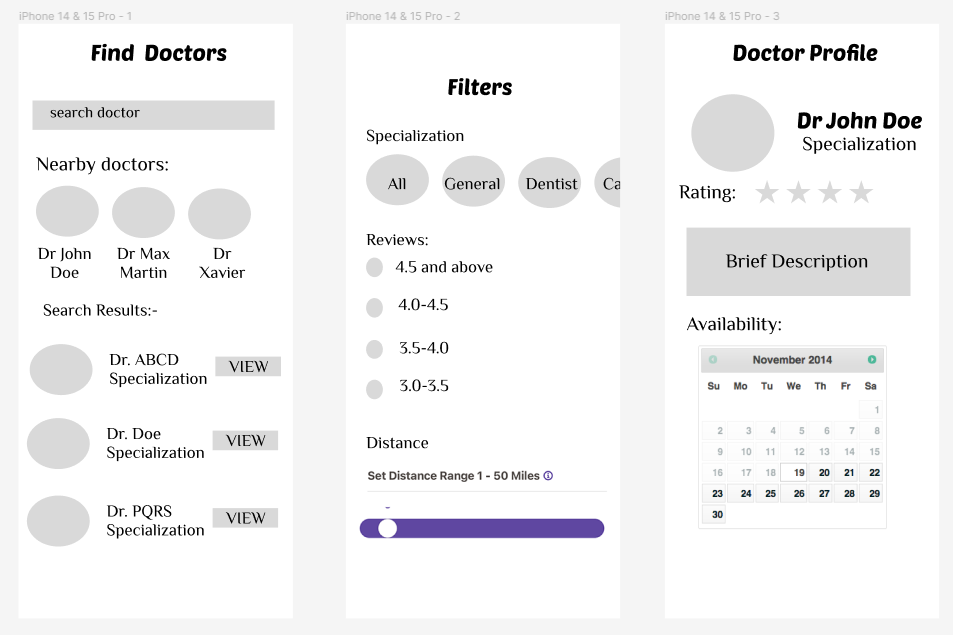 iPhone 14 & 15 Pro - 1
Find Doctors
search doctor
Nearby doctors:
Dr John
Doe
Dr Max
Martin
Dr
Xavier
Search Results:-
Dr. ABCD
Specialization
VIEW
Dr. Doe
Specialization
VIEW
Dr. PQRS
Specialization
VIEW
iPhone 14 & 15 Pro - 2
Filters
Specialization
All General Dentist Ca
Reviews:
4.5 and above
4.0-4.5
3.5-4.0
3.0-3.5
Distance
Set Distance Range 1 - 50 Miles
-
iPhone 14 & 15 Pro - 3
Doctor Profile
Dr John Doe
Specialization
Rating:
Brief Description
Availability:
November 2014
Su Mo Tu We Th Fr Sa
1
2 3 4 5 6 7 8
9 10 11 12 13 14 15
16 17 18 19 20 21 22
23 24 25 26 27 28 29
30